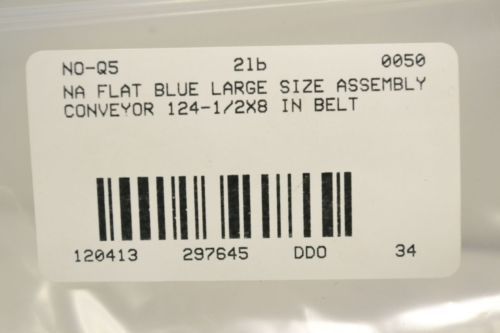 NO-Q5 2lb 0050
NA FLAT BLUE LARGE SIZE ASSEMBLY
CONVEYOR 124-1/2X8 IN BELT
120413 297645 DDO 34